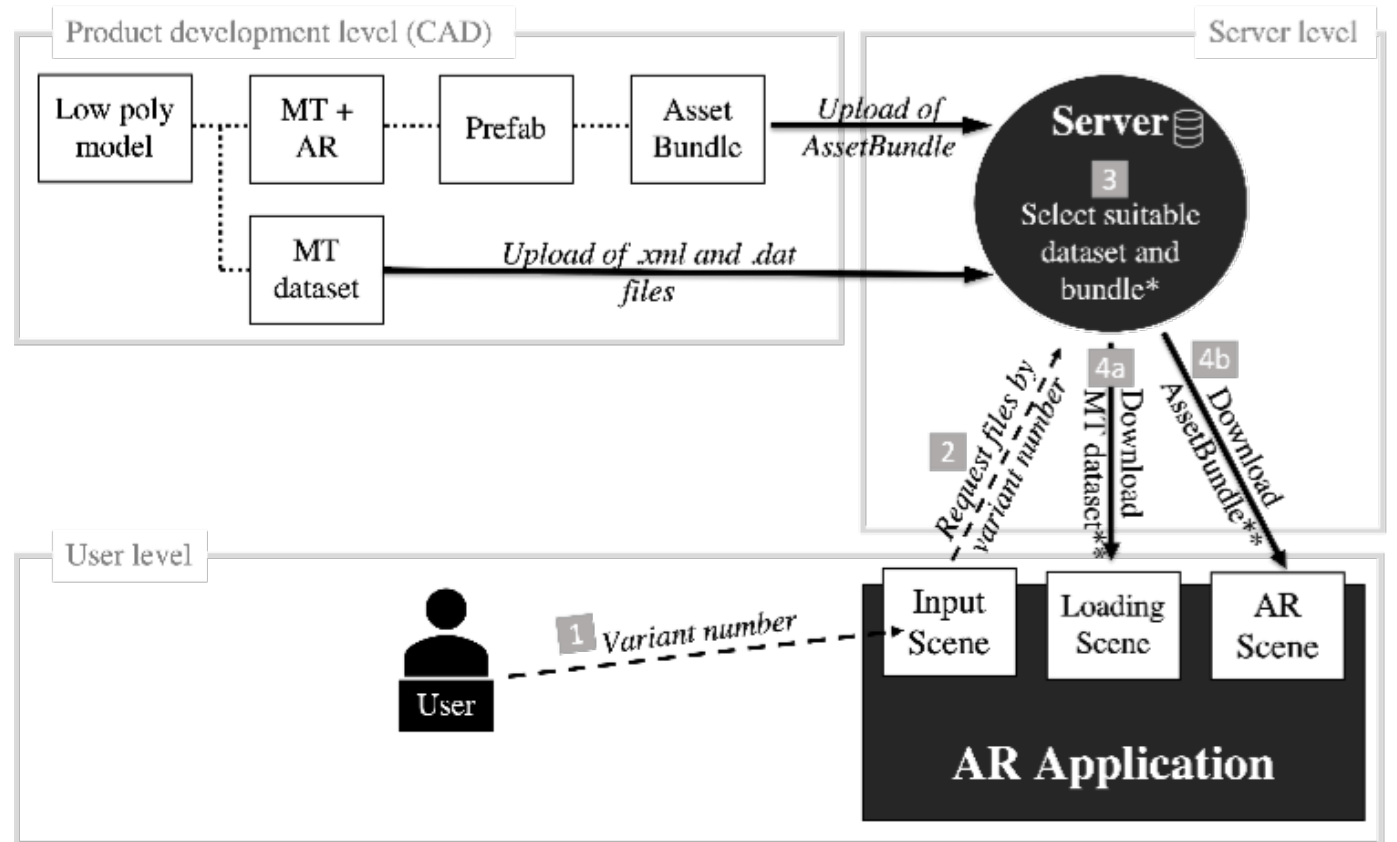 Product development level (CAD)
Server level
Low poly
model
MT +
AR
Prefab
Asset
Bundle
Upload of
AssetBundle
MT
dataset
Upload of .xml and .dat
files
Server
3
Select suitable
dataset and
bundle*
2
Request files by
variant number
4a
Download
MT dataset**
4b
Download
AssetBundle**
User level
1
Variant number
User
Input
Scene
Loading
Scene
AR
Scene
AR Application